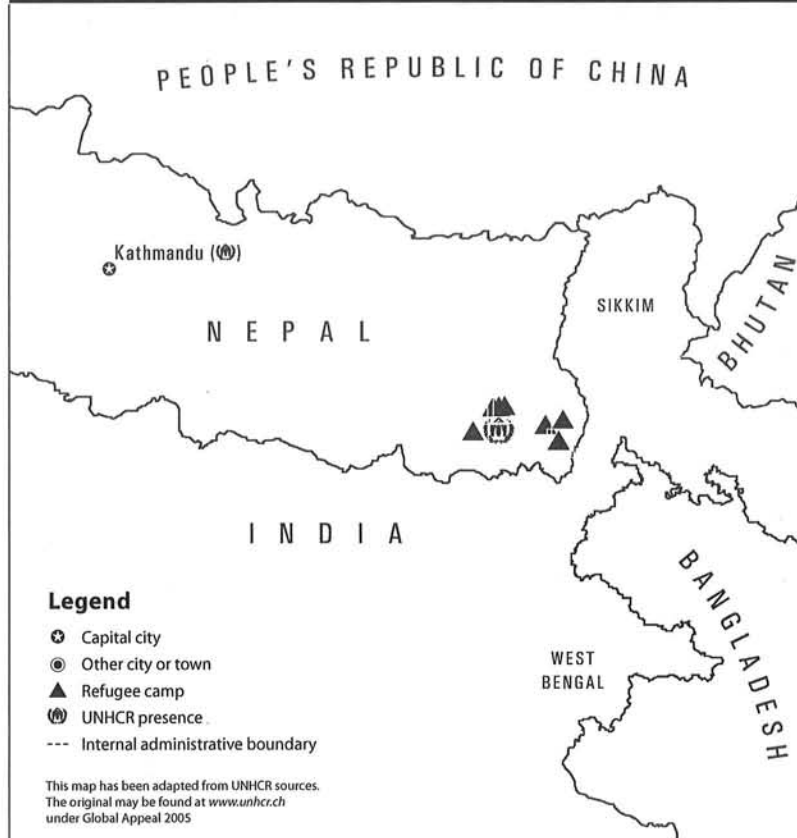 PEOPLE'S REPUBLIC OF CHINA
Kathmandu ( )
SIKKIM
BHUTAN
NEPAL
INDIA
BANGLADESH
WEST
BENGAL
Legend
Capital city
Other city or town
Refugee camp
UNHCR presence
Internal administrative boundary
This map has been adapted from UNHCR sources.
The original may be found at www.unhcr.ch
under Global Appeal 2005